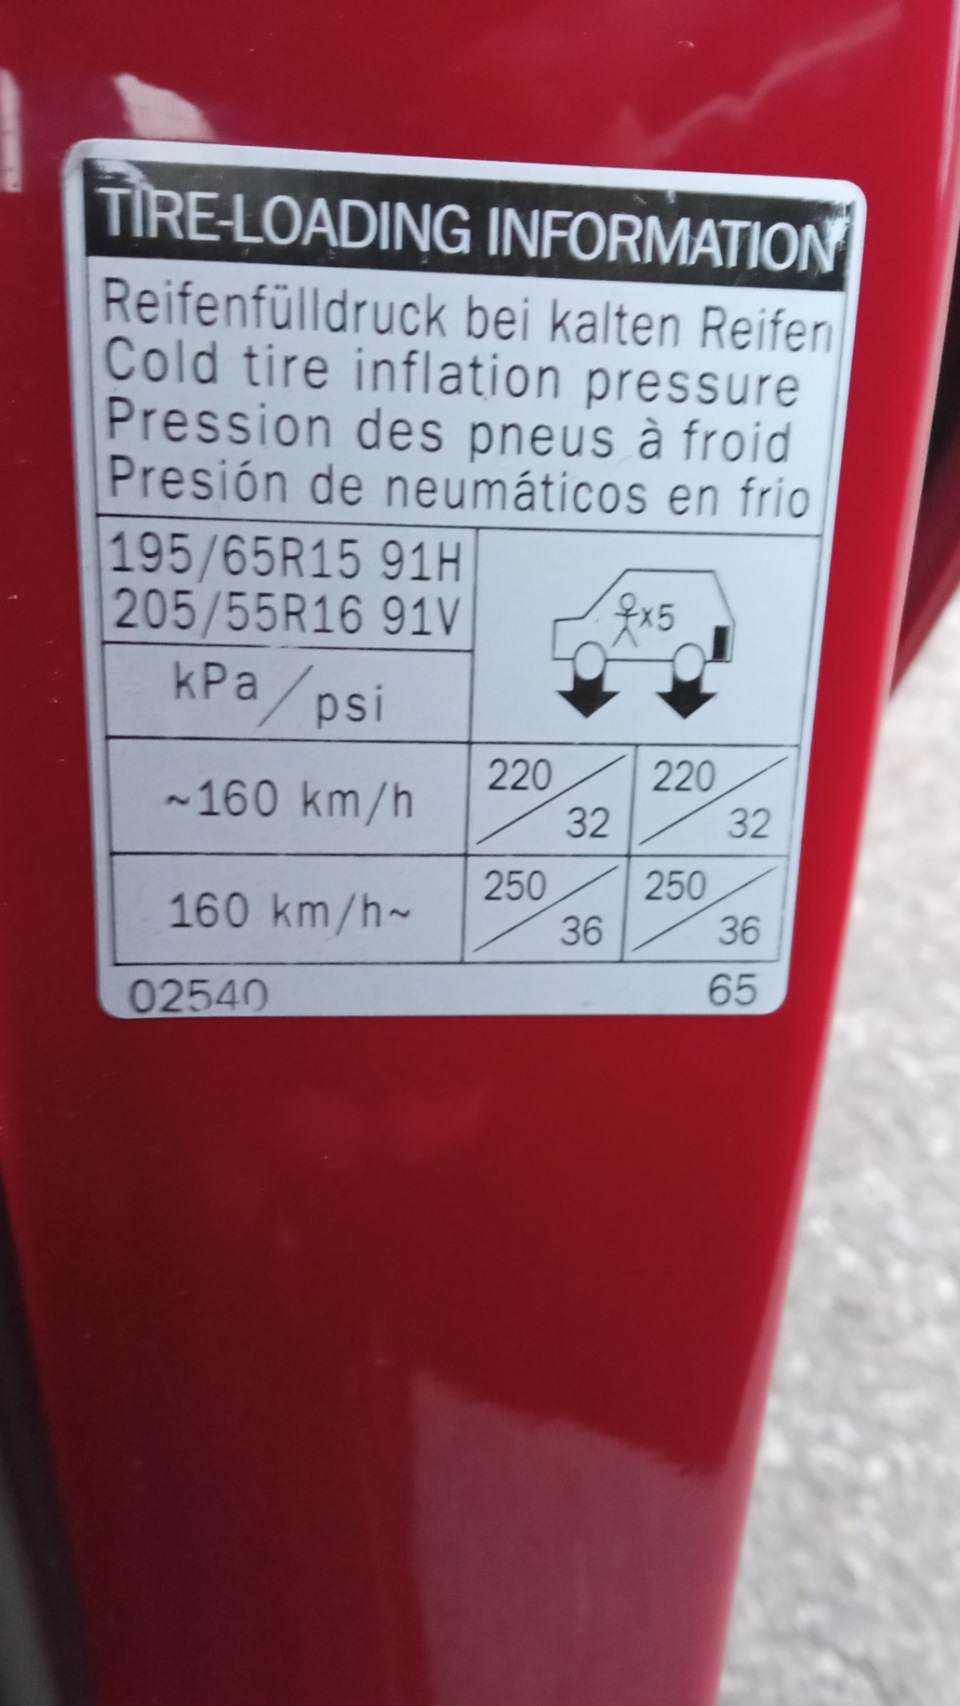 TIRE-LOADING INFORMATION
Reifenfülldruck bei kalten Reifen
Cold tire inflation pressure
Pression des pneus à froid
Presión de neumáticos en frio
195/65R15 91H
205/55R16 91V
x5
kPa/psi
~160 km/h 220/32 220/32
160 km/h~ 250/36 250/36
02540 65